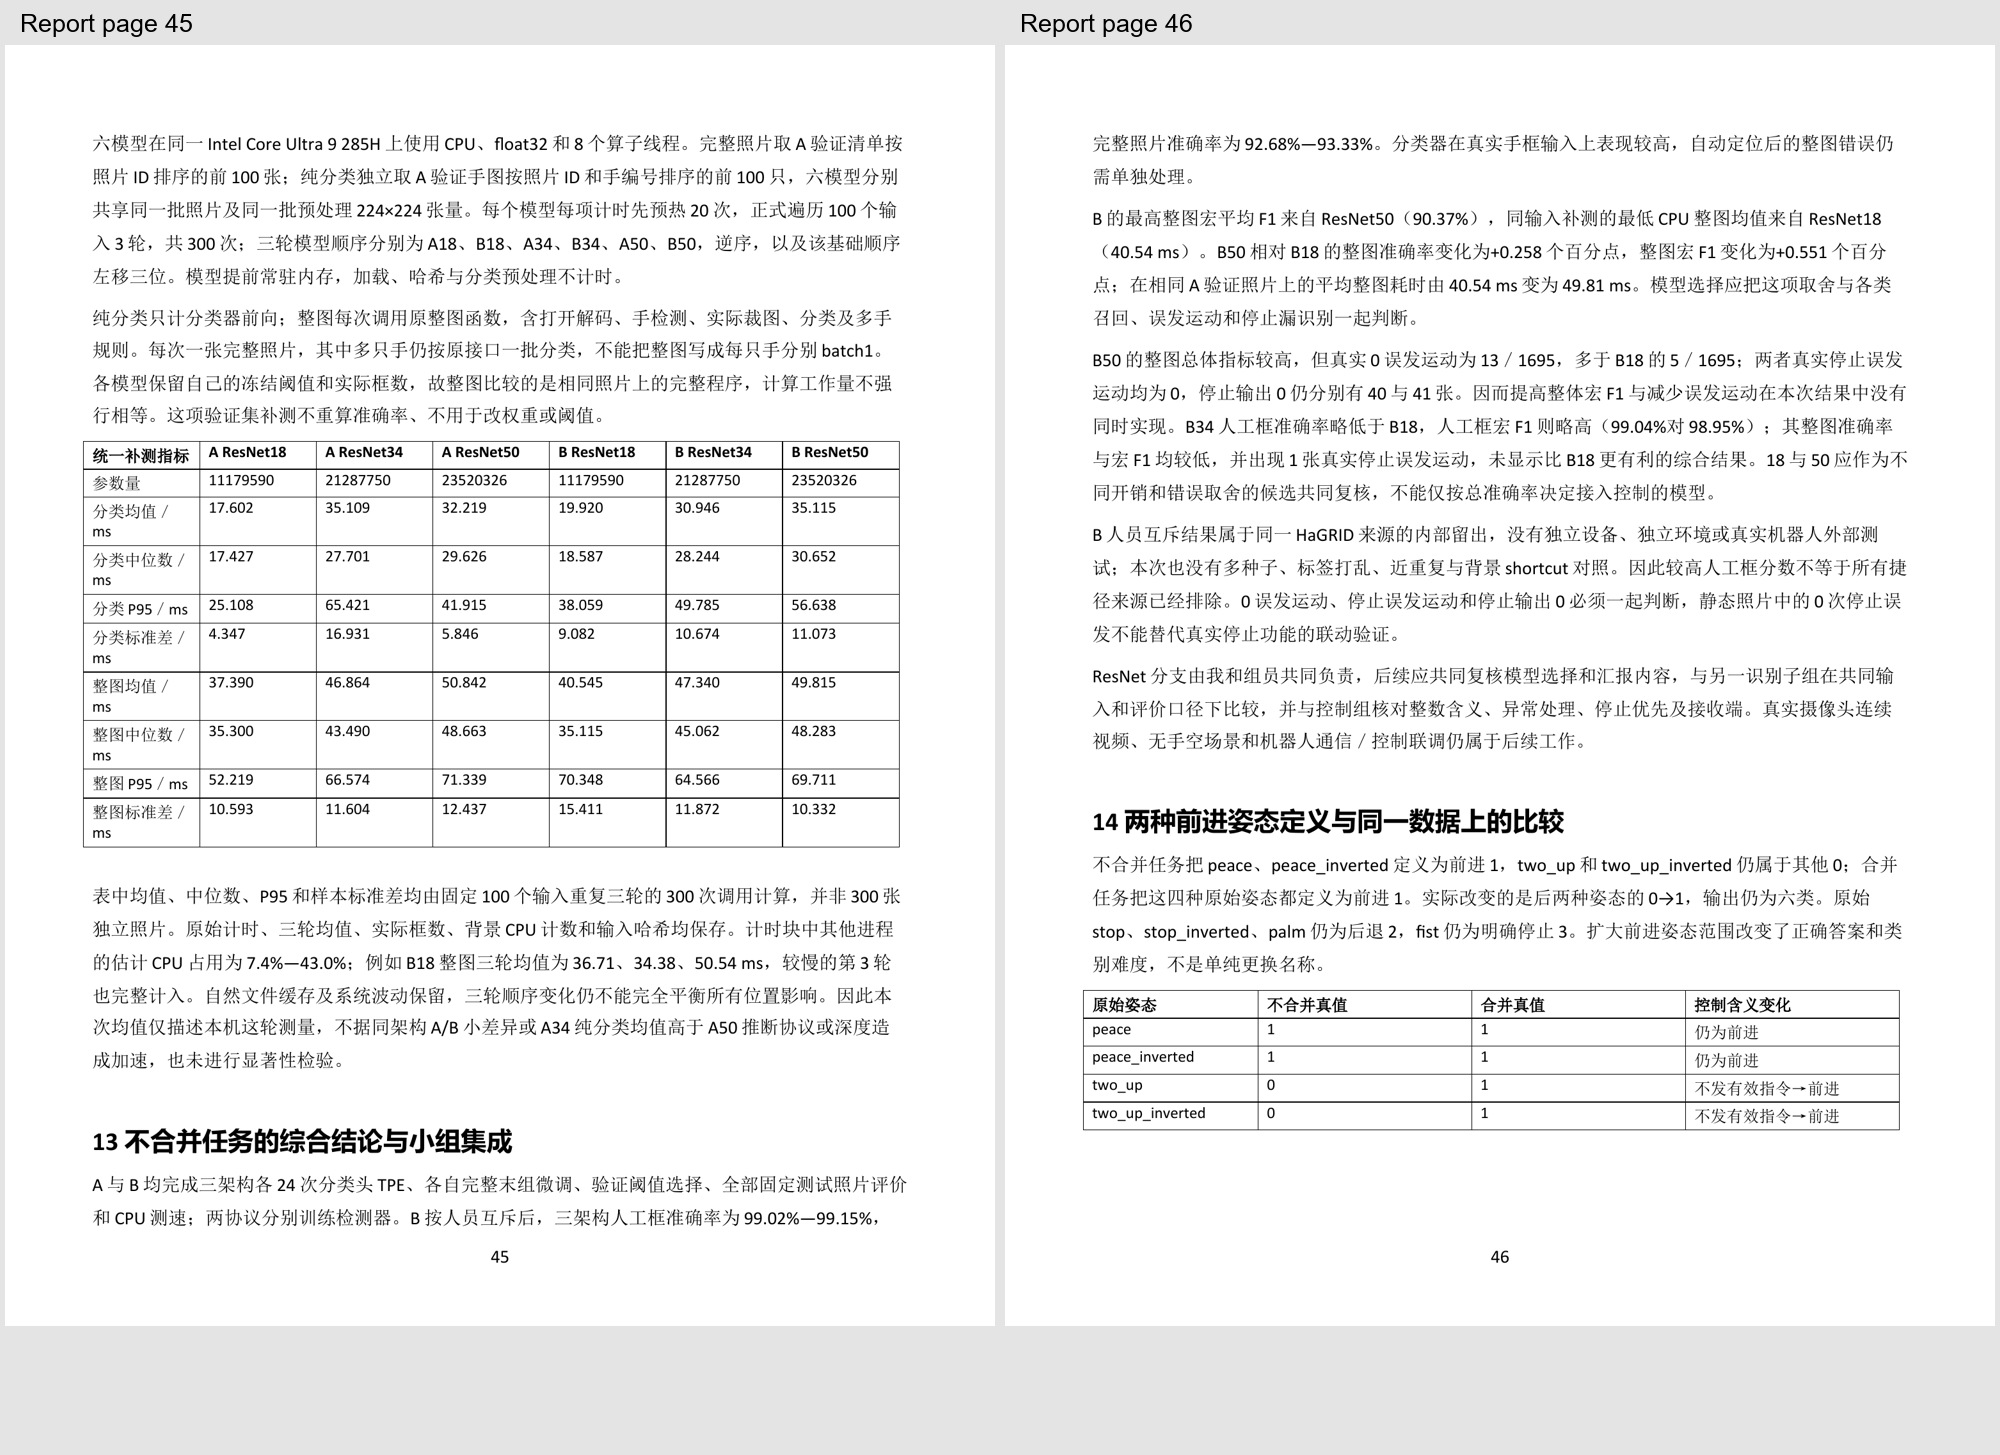 Report page 45
六模型在同一 Intel Core Ultra 9 285H 上使用 CPU、float32 和 8 个算子线程。完整照片取 A 验证清单按
照片 ID 排序的前 100 张；纯分类独立取 A 验证手图按照片 ID 和手编号排序的前 100 只，六模型分别
共享同一批照片及同一批预处理 224×224 张量。每个模型每项计时先预热 20 次，正式遍历 100 个输
入 3 轮，共 300 次；三轮模型顺序分别为 A18、B18、A34、B34、A50、B50，逆序，以及该基础顺序
左移三位。模型提前常驻内存，加载、哈希与分类预处理不计时。
纯分类只计分类器前向；整图每次调用原整图函数，含打开解码、手检测、实际裁图、分类及多手
规则。每次一张完整照片，其中多只手仍按原接口一批分类，不能把整图写成每只手分别 batch1。
各模型保留自己的冻结阈值和实际框数，故整图比较的是相同照片上的完整程序，计算工作量不强
行相等。这项验证集补测不重算准确率、不用于改权重或阈值。
统一补测指标 A ResNet18 A ResNet34 A ResNet50 B ResNet18 B ResNet34 B ResNet50
参数量 11179590 21287750 23520326 11179590 21287750 23520326
分类均值 / 17.602 35.109 32.219 19.920 30.946 35.115
ms
分类中位数 / 17.427 27.701 29.626 18.587 28.244 30.652
ms
分类 P95 / ms 25.108 65.421 41.915 38.059 49.785 56.638
分类标准差 / 4.347 16.931 5.846 9.082 10.674 11.073
ms
整图均值 / 37.390 46.864 50.842 40.545 47.340 49.815
ms
整图中位数 / 35.300 43.490 48.663 35.115 45.062 48.283
ms
整图 P95 / ms 52.219 66.574 71.339 70.348 64.566 69.711
整图标准差 / 10.593 11.604 12.437 15.411 11.872 10.332
ms
表中均值、中位数、P95 和样本标准差均由固定 100 个输入重复三轮的 300 次调用计算，并非 300 张
独立照片。原始计时、三轮均值、实际框数、背景 CPU 计数和输入哈希均保存。计时块中其他进程
的估计 CPU 占用为 7.4%—43.0%；例如 B18 整图三轮均值为 36.71、34.38、50.54 ms，较慢的第 3 轮
也完整计入。自然文件缓存及系统波动保留，三轮顺序变化仍不能完全平衡所有位置影响。因此本
次均值仅描述本机这轮测量，不据同架构 A/B 小差异或 A34 纯分类均值高于 A50 推断协议或深度造
成加速，也未进行显著性检验。
13 不合并任务的综合结论与小组集成
A 与 B 均完成三架构各 24 次分类头 TPE、各自完整末组微调、验证阈值选择、全部固定测试照片评价
和 CPU 测速；两协议分别训练检测器。B 按人员互斥后，三架构人工框准确率为 99.02%—99.15%，
45
Report page 46
完整照片准确率为 92.68%—93.33%。分类器在真实手框输入上表现较高，自动定位后的整图错误仍
需单独处理。
B 的最高整图宏平均 F1 来自 ResNet50（90.37%），同输入补测的最低 CPU 整图均值来自 ResNet18
（40.54 ms）。B50 相对 B18 的整图准确率变化为+0.258 个百分点，整图宏 F1 变化为+0.551 个百分
点；在相同 A 验证照片上的平均整图耗时由 40.54 ms 变为 49.81 ms。模型选择应把这项取舍与各类
召回、误发运动和停止漏识别一起判断。
B50 的整图总体指标较高，但真实 0 误发运动为 13 / 1695，多于 B18 的 5 / 1695；两者真实停止误发
运动均为 0，停止输出 0 仍分别有 40 与 41 张。因而提高整体宏 F1 与减少误发运动在本次结果中没有
同时实现。B34 人工框准确率略低于 B18，人工框宏 F1 则略高（99.04%对 98.95%）；其整图准确率
与宏 F1 均较低，并出现 1 张真实停止误发运动，未显示比 B18 更有利的综合结果。18 与 50 应作为不
同开销和错误取舍的候选共同复核，不能仅按总准确率决定接入控制的模型。
B 人员互斥结果属于同一 HaGRID 来源的内部留出，没有独立设备、独立环境或真实机器人外部测
试；本次也没有多种子、标签打乱、近重复与背景 shortcut 对照。因此较高人工框分数不等于所有捷
径来源已经排除。0 误发运动、停止误发运动和停止输出 0 必须一起判断，静态照片中的 0 次停止误
发不能替代真实停止功能的联动验证。
ResNet 分支由我和组员共同负责，后续应共同复核模型选择和汇报内容，与另一识别子组在共同输
入和评价口径下比较，并与控制组核对整数含义、异常处理、停止优先及接收端。真实摄像头连续
视频、无手空场景和机器人通信 / 控制联调仍属于后续工作。
14 两种前进姿态定义与同一数据上的比较
不合并任务把 peace、peace_inverted 定义为前进 1，two_up 和 two_up_inverted 仍属于其他 0；合并
任务把这四种原始姿态都定义为前进 1。实际改变的是后两种姿态的 0→1，输出仍为六类。原始
stop、stop_inverted、palm 仍为后退 2，fist 仍为明确停止 3。扩大前进姿态范围改变了正确答案和类
别难度，不是单纯更换名称。
原始姿态 不合并真值 合并真值 控制含义变化
peace 1 1 仍为前进
peace_inverted 1 1 仍为前进
two_up 0 1 不发有效指令→前进
two_up_inverted 0 1 不发有效指令→前进
46